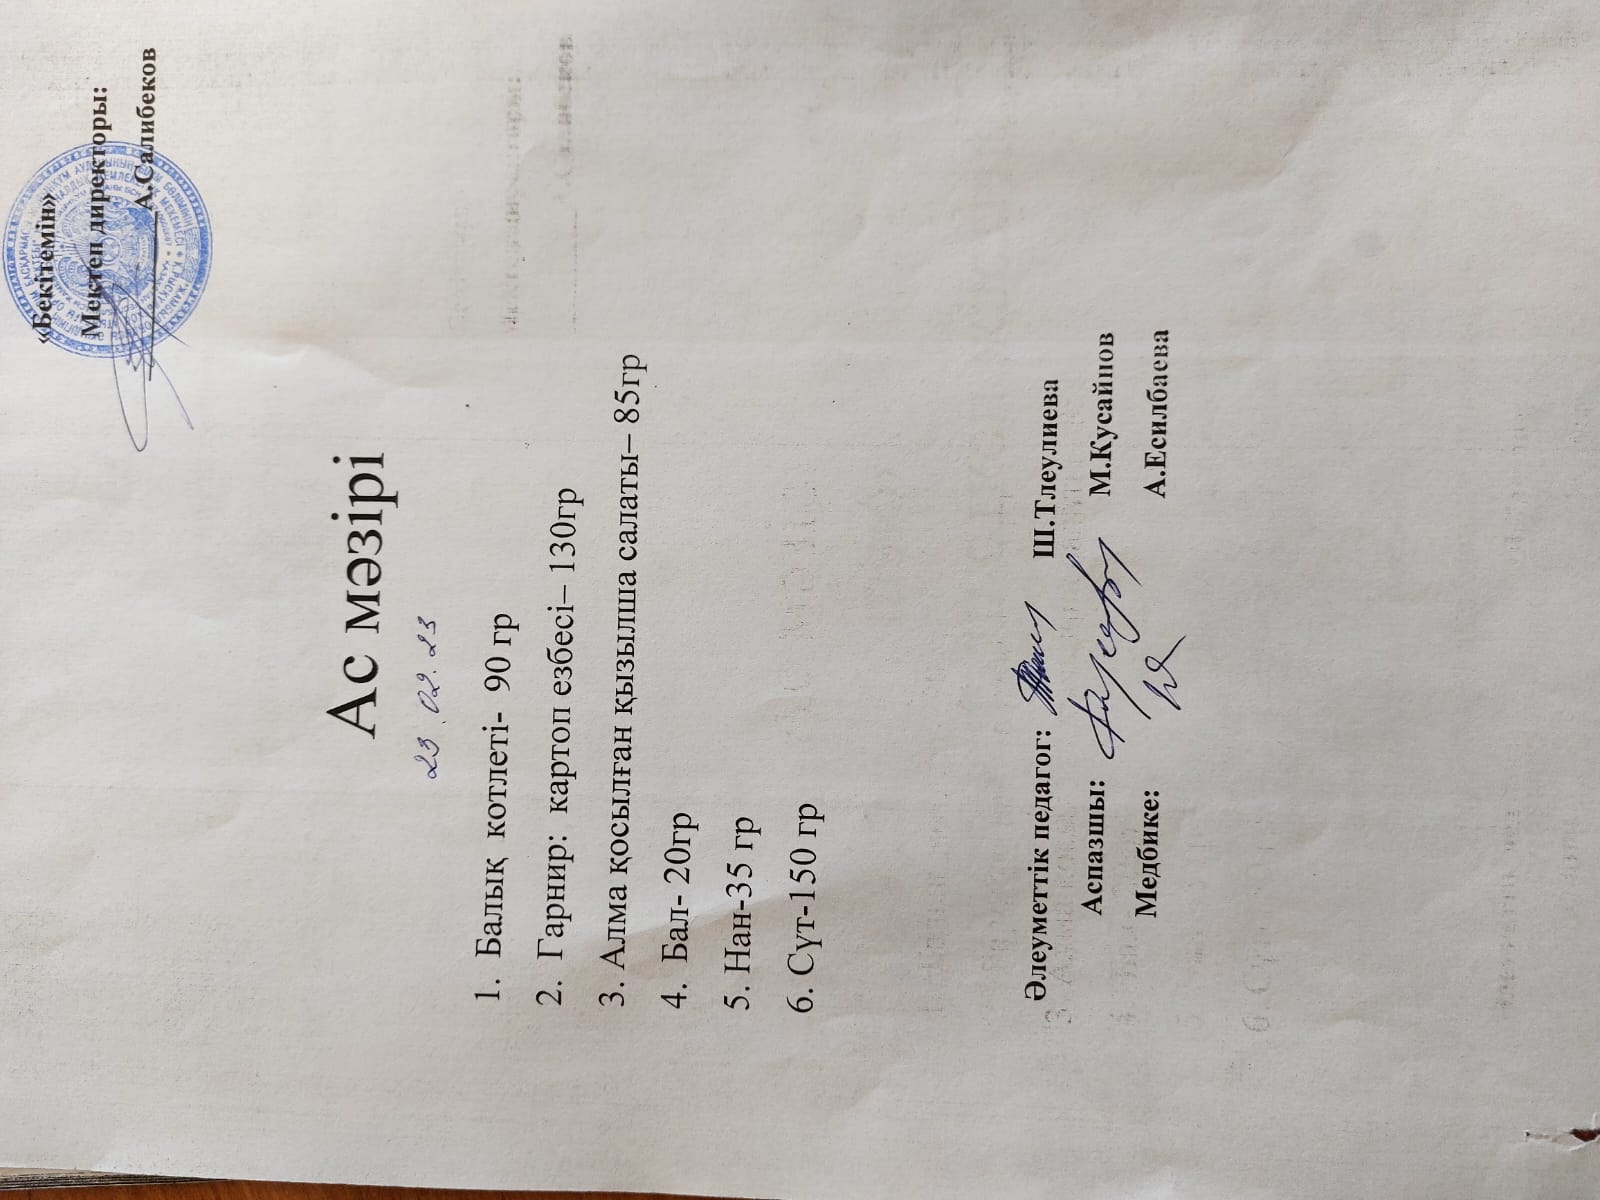 «Бекітемін»
Мектеп директоры:
А.Салибеков
Ас мәзірі
23.02.23
1. Балық котлеті- 90 гр
2. Гарнир: картоп езбесі– 130гр
3. Алма қосылған қызылша салаты– 85гр
4. Бал- 20гр
5. Нан-35 гр
6. Сүт-150 гр
Әлеуметтік педагог: Ш.Тлеулиева
Аспазшы: М.Кусайнов
Медбике: А.Есилбаева